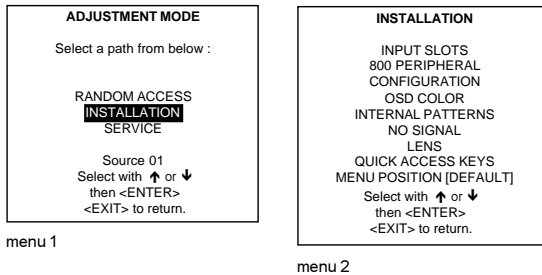 ADJUSTMENT MODE
Select a path from below :
RANDOM ACCESS
INSTALLATION
SERVICE
Source 01
Select with ↑ or ↓
then <ENTER>
<EXIT> to return.
menu 1
INSTALLATION
INPUT SLOTS
800 PERIPHERAL
CONFIGURATION
OSD COLOR
INTERNAL PATTERNS
NO SIGNAL
LENS
QUICK ACCESS KEYS
MENU POSITION [DEFAULT]
Select with ↑ or ↓
then <ENTER>
<EXIT> to return.
menu 2